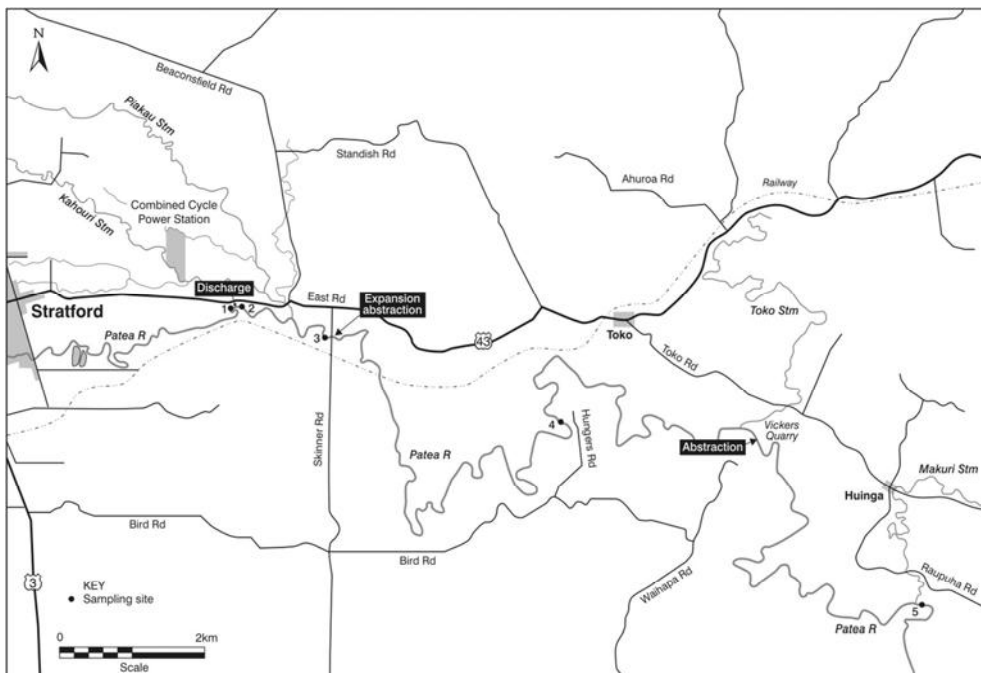 N
Beaconsfield Rd
Piakau Stm
Standish Rd
Ahuroa Rd
Railway
Kahouri Stm
Combined Cycle
Power Station
Discharge
East Rd
Expansion
abstraction
Stratford
1
2
Patea R
3
43
Toko
Toko Stm
Toko Rd
Skinner Rd
4
Hungers Rd
Patea R
Abstraction
Vickers
Quarry
Makuri Stm
Huinga
Bird Rd
Bird Rd
Waihapa Rd
Raupuha Rd
3
KEY
Sampling site
5
Patea R
0
2km
Scale